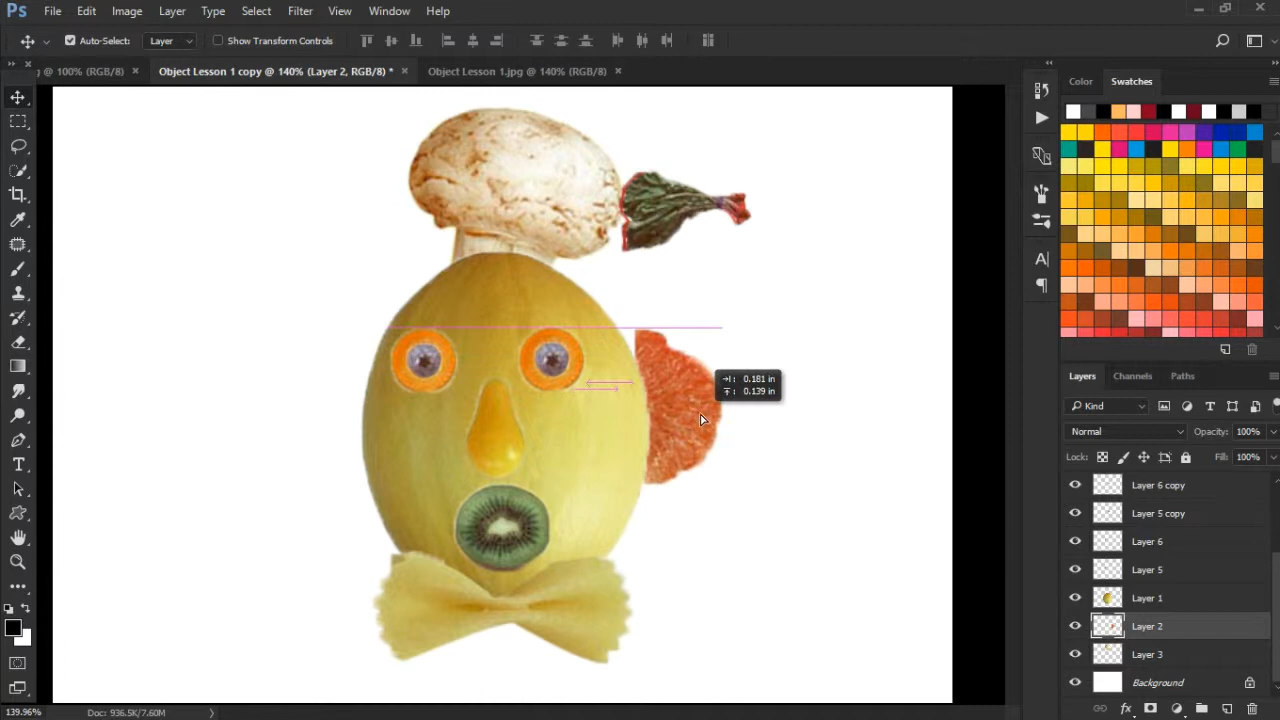 Ps File Edit Image Layer Type Select Filter View Window Help
Auto-Select: Layer Show Transform Controls
g @ 100% (RGB/8) × Object Lesson 1 copy @ 140% (Layer 2, RGB/8) * × Object Lesson 1.jpg @ 140% (RGB/8) ×
Color Swatches
Layers Channels Paths
Kind
Normal Opacity: 100%
Lock: Fill: 100%
Layer 6 copy
Layer 5 copy
Layer 6
Layer 5
Layer 1
Layer 2
Layer 3
Background
: 0.181 in
: 0.139 in
139.96% Doc: 936.5K/7.60M